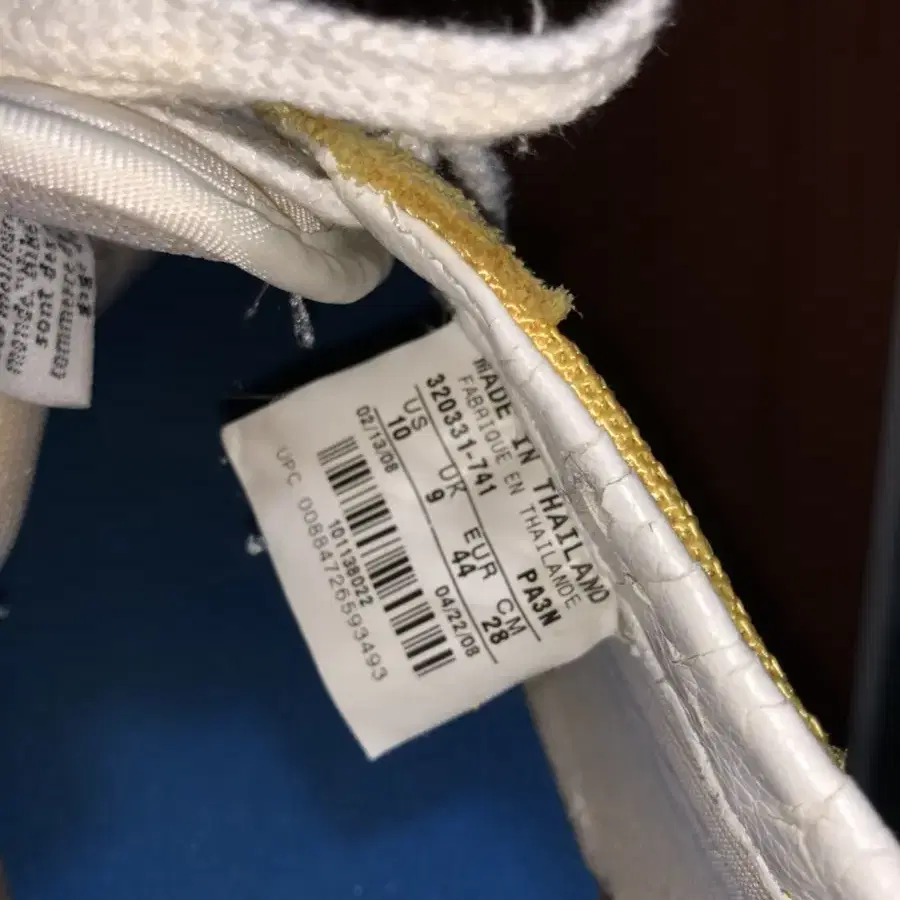 MADE IN THAILAND
FABRIQUE EN THAILANDE
320331-741 PA3N
US UK EUR CM
10 9 44 28
02/13/08 04/22/08
101138022
UPC 00884726593493